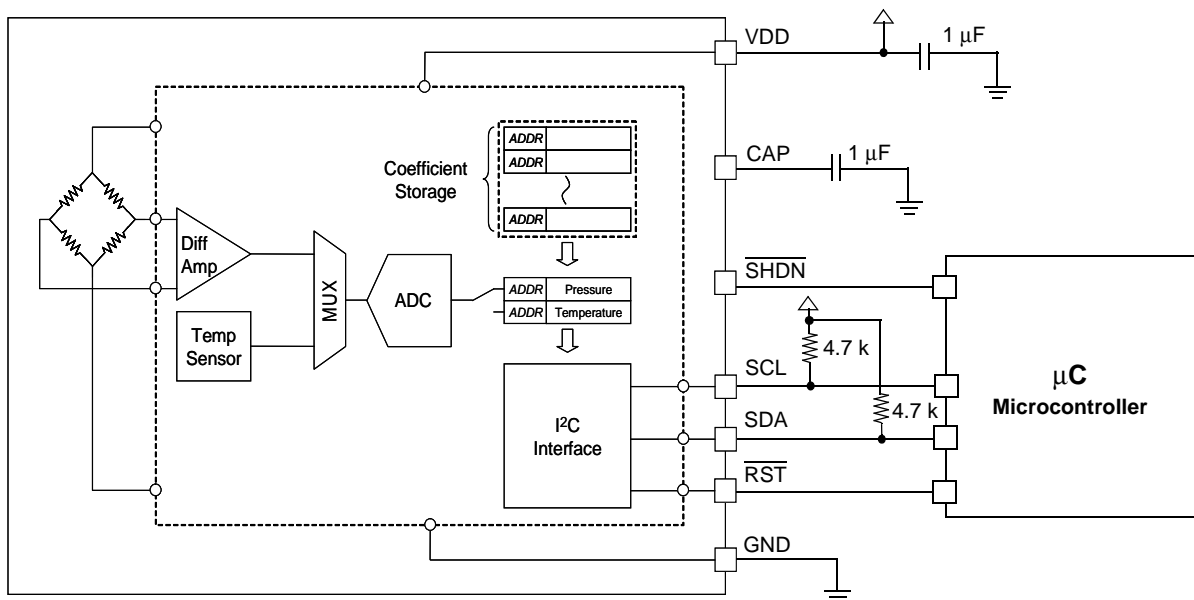 VDD
1 μF
CAP
1 μF
ADDR
ADDR
Coefficient
Storage
ADDR
SHDN
Diff
Amp
MUX
ADC
ADDR Pressure
ADDR Temperature
Temp
Sensor
4.7 k
SCL
μC
Microcontroller
4.7 k
I²C
Interface
SDA
RST
GND